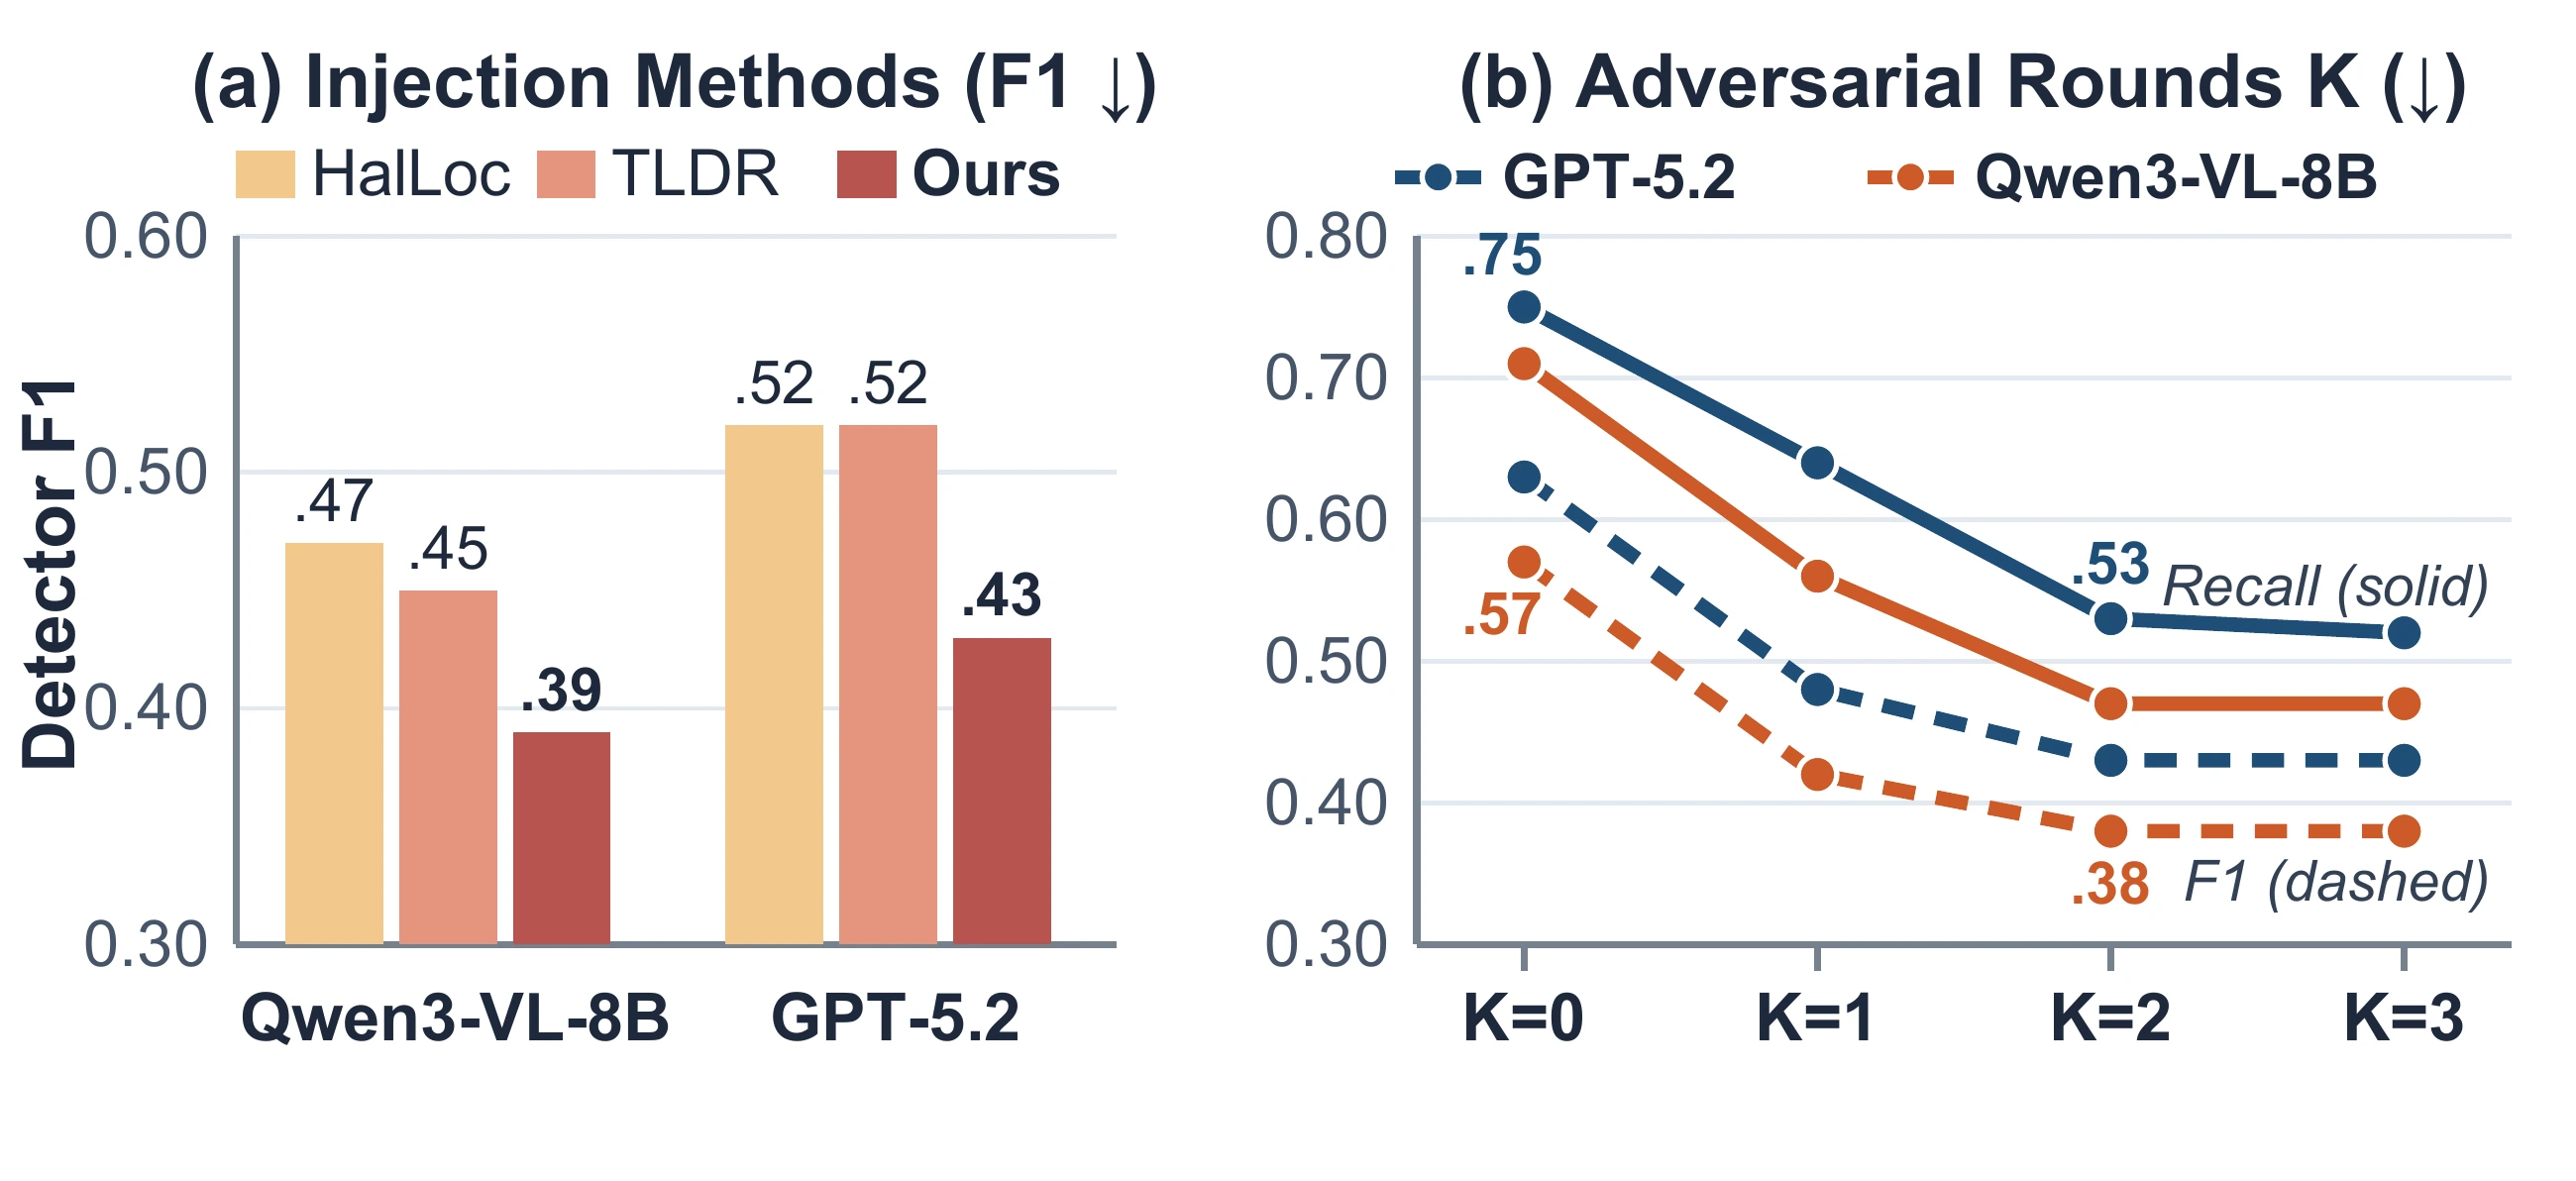 (a) Injection Methods (F1 ↓)
HalLoc TLDR Ours
Detector F1
0.60
0.50
0.40
0.30
.47
.45
.39
.52
.52
.43
Qwen3-VL-8B GPT-5.2
(b) Adversarial Rounds K (↓)
GPT-5.2 Qwen3-VL-8B
0.80
0.70
0.60
0.50
0.40
0.30
.75
.57
.53
Recall (solid)
.38
F1 (dashed)
K=0 K=1 K=2 K=3